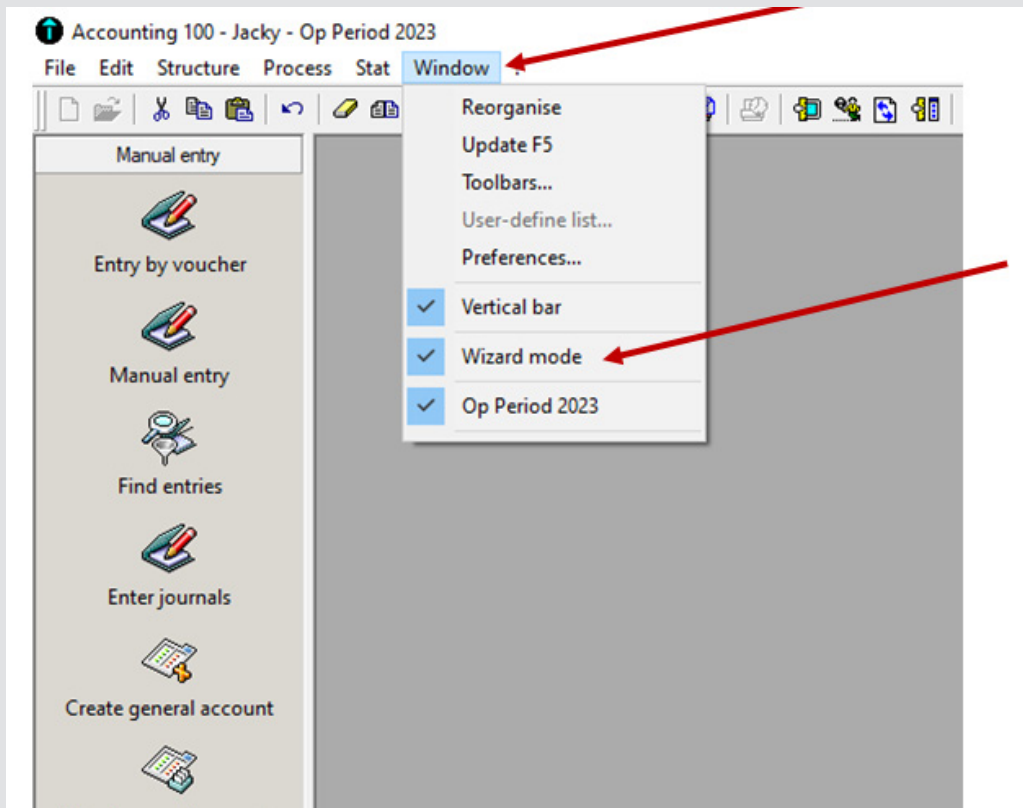 Accounting 100 - Jacky - Op Period 2023
File Edit Structure Process Stat Window
Reorganise
Update F5
Toolbars...
User-define list...
Preferences...
Vertical bar
Wizard mode
Op Period 2023
Manual entry
Entry by voucher
Manual entry
Find entries
Enter journals
Create general account